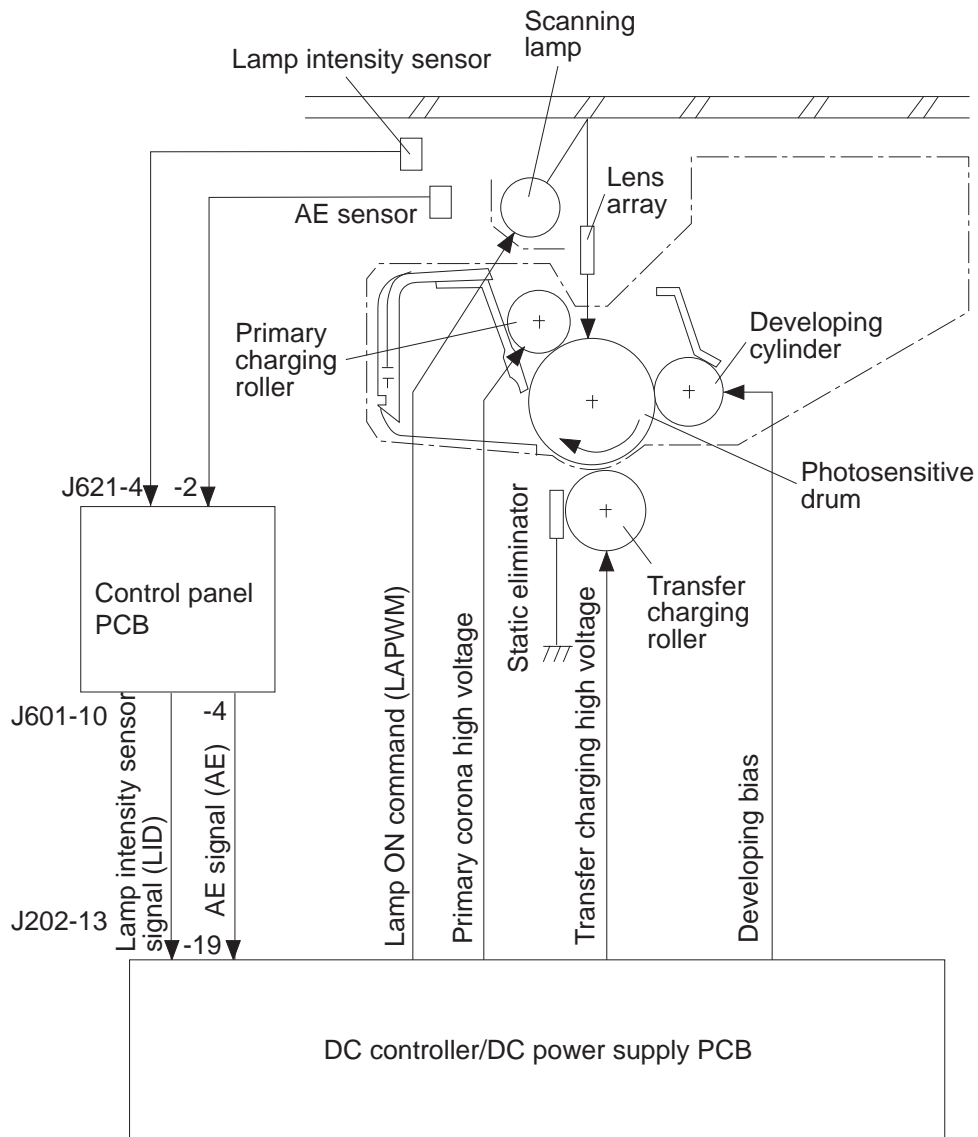 Scanning
lamp
Lamp intensity sensor
AE sensor
Lens
array
Primary
charging
roller
Developing
cylinder
Photosensitive
drum
J621-4 -2
Static eliminator
Control panel
PCB
Transfer
charging
roller
J601-10 -4
Lamp intensity sensor
signal (LID)
AE signal (AE)
Lamp ON command (LAPWM)
Primary corona high voltage
Transfer charging high voltage
Developing bias
J202-13 -19
DC controller/DC power supply PCB